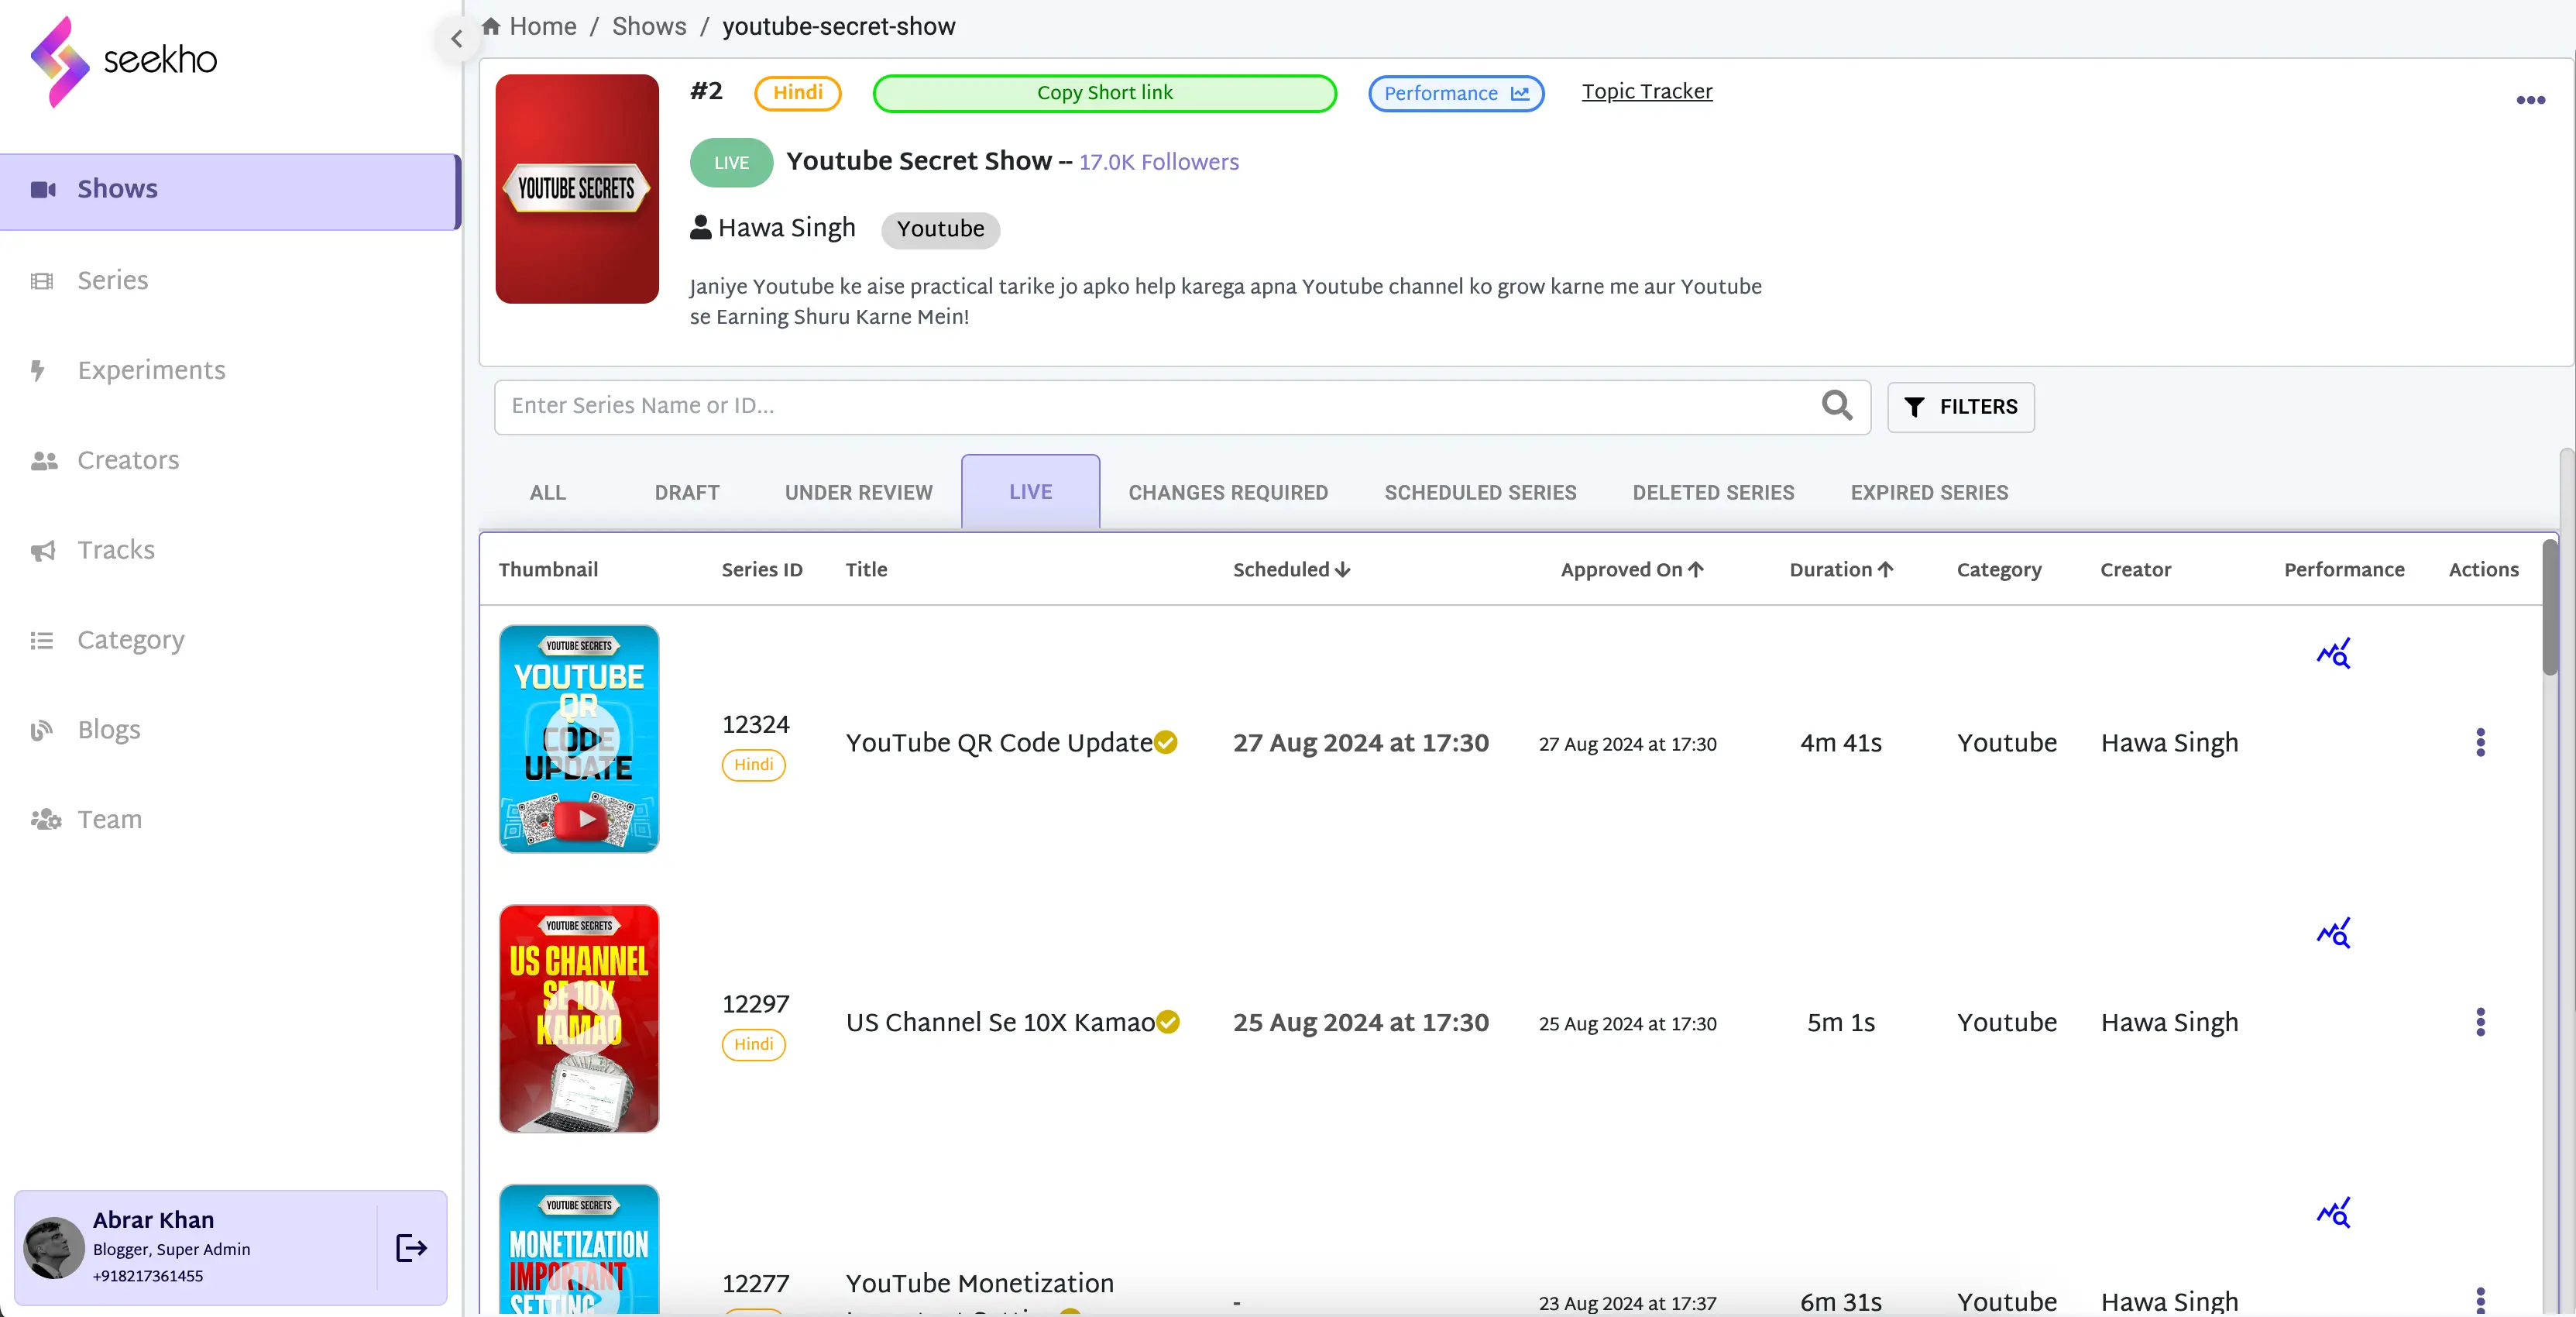 seekho
Shows
Series
Experiments
Creators
Tracks
Category
Blogs
Team
Abrar Khan
Blogger, Super Admin
+918217361455
Home / Shows / youtube-secret-show
YOUTUBE SECRETS
#2 Hindi Copy Short link Performance Topic Tracker
LIVE Youtube Secret Show -- 17.0K Followers
Hawa Singh Youtube
Janiye Youtube ke aise practical tarike jo apko help karega apna Youtube channel ko grow karne me aur Youtube
se Earning Shuru Karne Mein!
Enter Series Name or ID...
FILTERS
ALL DRAFT UNDER REVIEW LIVE CHANGES REQUIRED SCHEDULED SERIES DELETED SERIES EXPIRED SERIES
Thumbnail Series ID Title Scheduled Approved On Duration Category Creator Performance Actions
YOUTUBE SECRETS
YOUTUBE
QR
CODE
UPDATE
12324
Hindi
YouTube QR Code Update 27 Aug 2024 at 17:30 27 Aug 2024 at 17:30 4m 41s Youtube Hawa Singh
YOUTUBE SECRETS
US CHANNEL
SE 10X
KAMAO
12297
Hindi
US Channel Se 10X Kamao 25 Aug 2024 at 17:30 25 Aug 2024 at 17:30 5m 1s Youtube Hawa Singh
YOUTUBE SECRETS
MONETIZATION
IMPORTANT
SETTING
12277
YouTube Monetization
- 23 Aug 2024 at 17:37 6m 31s Youtube Hawa Singh